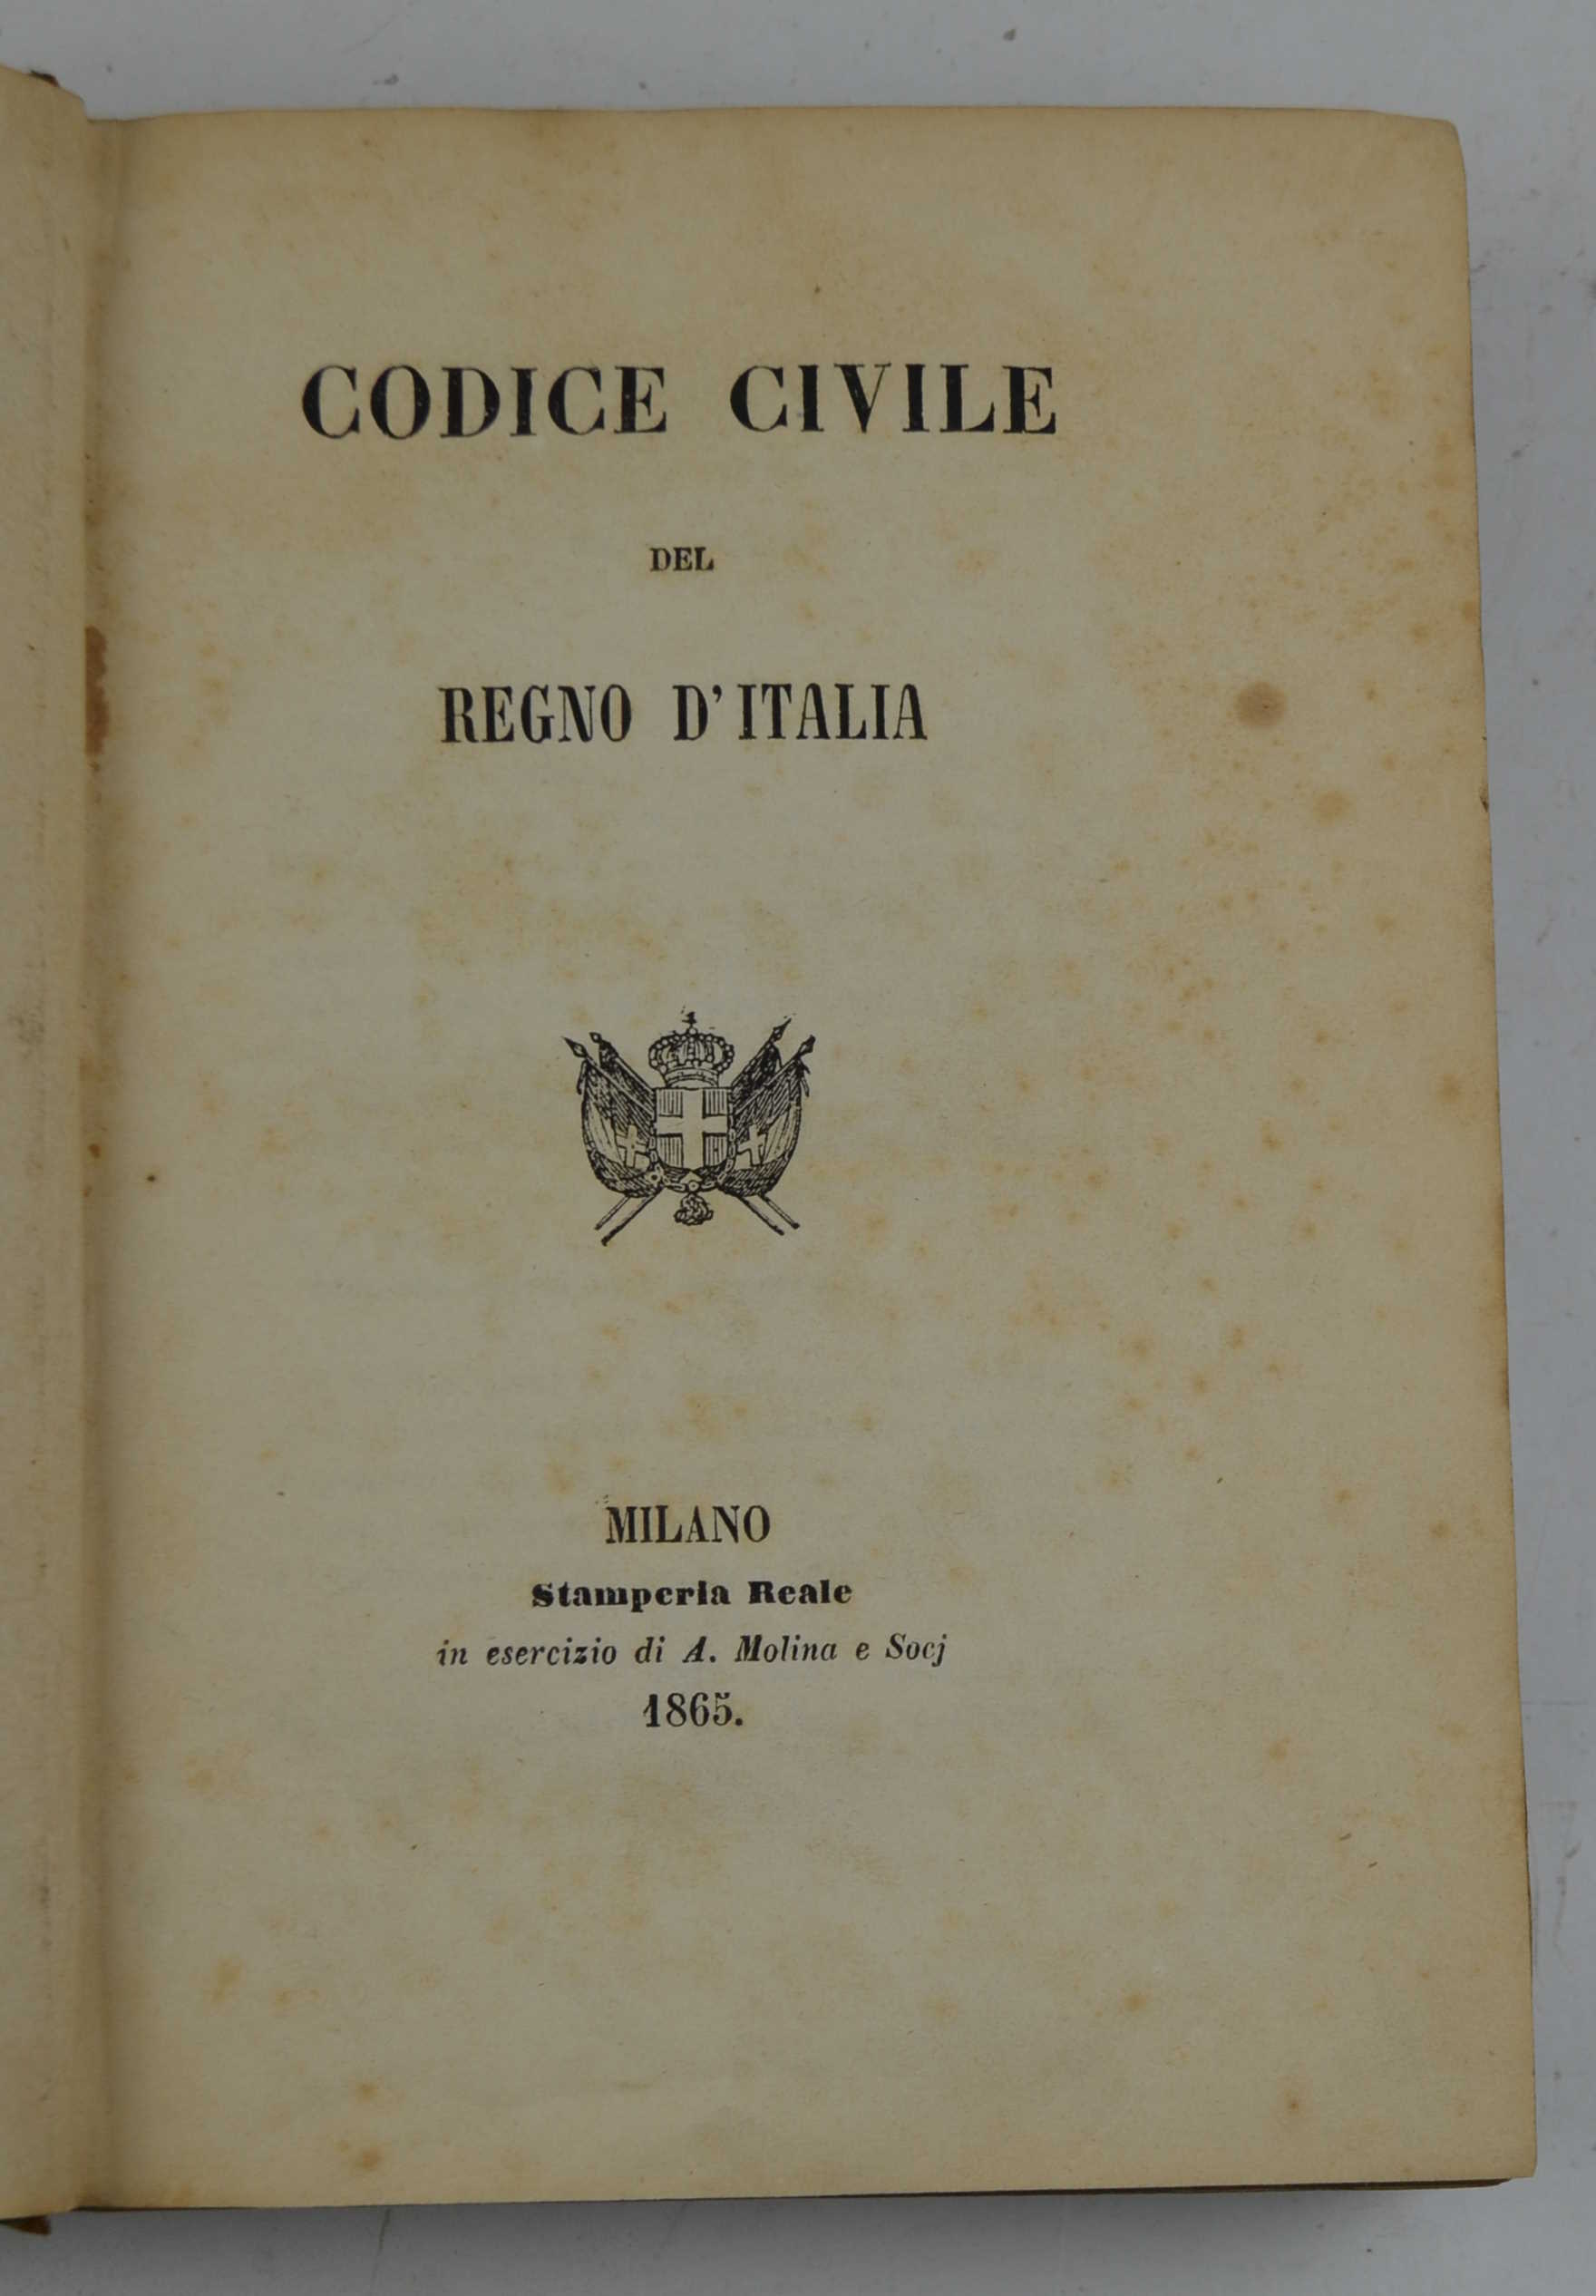 CODICE CIVILE
DEL
REGNO D'ITALIA
MILANO
Stamperia Reale
in esercizio di A. Molina e Socj
1865.